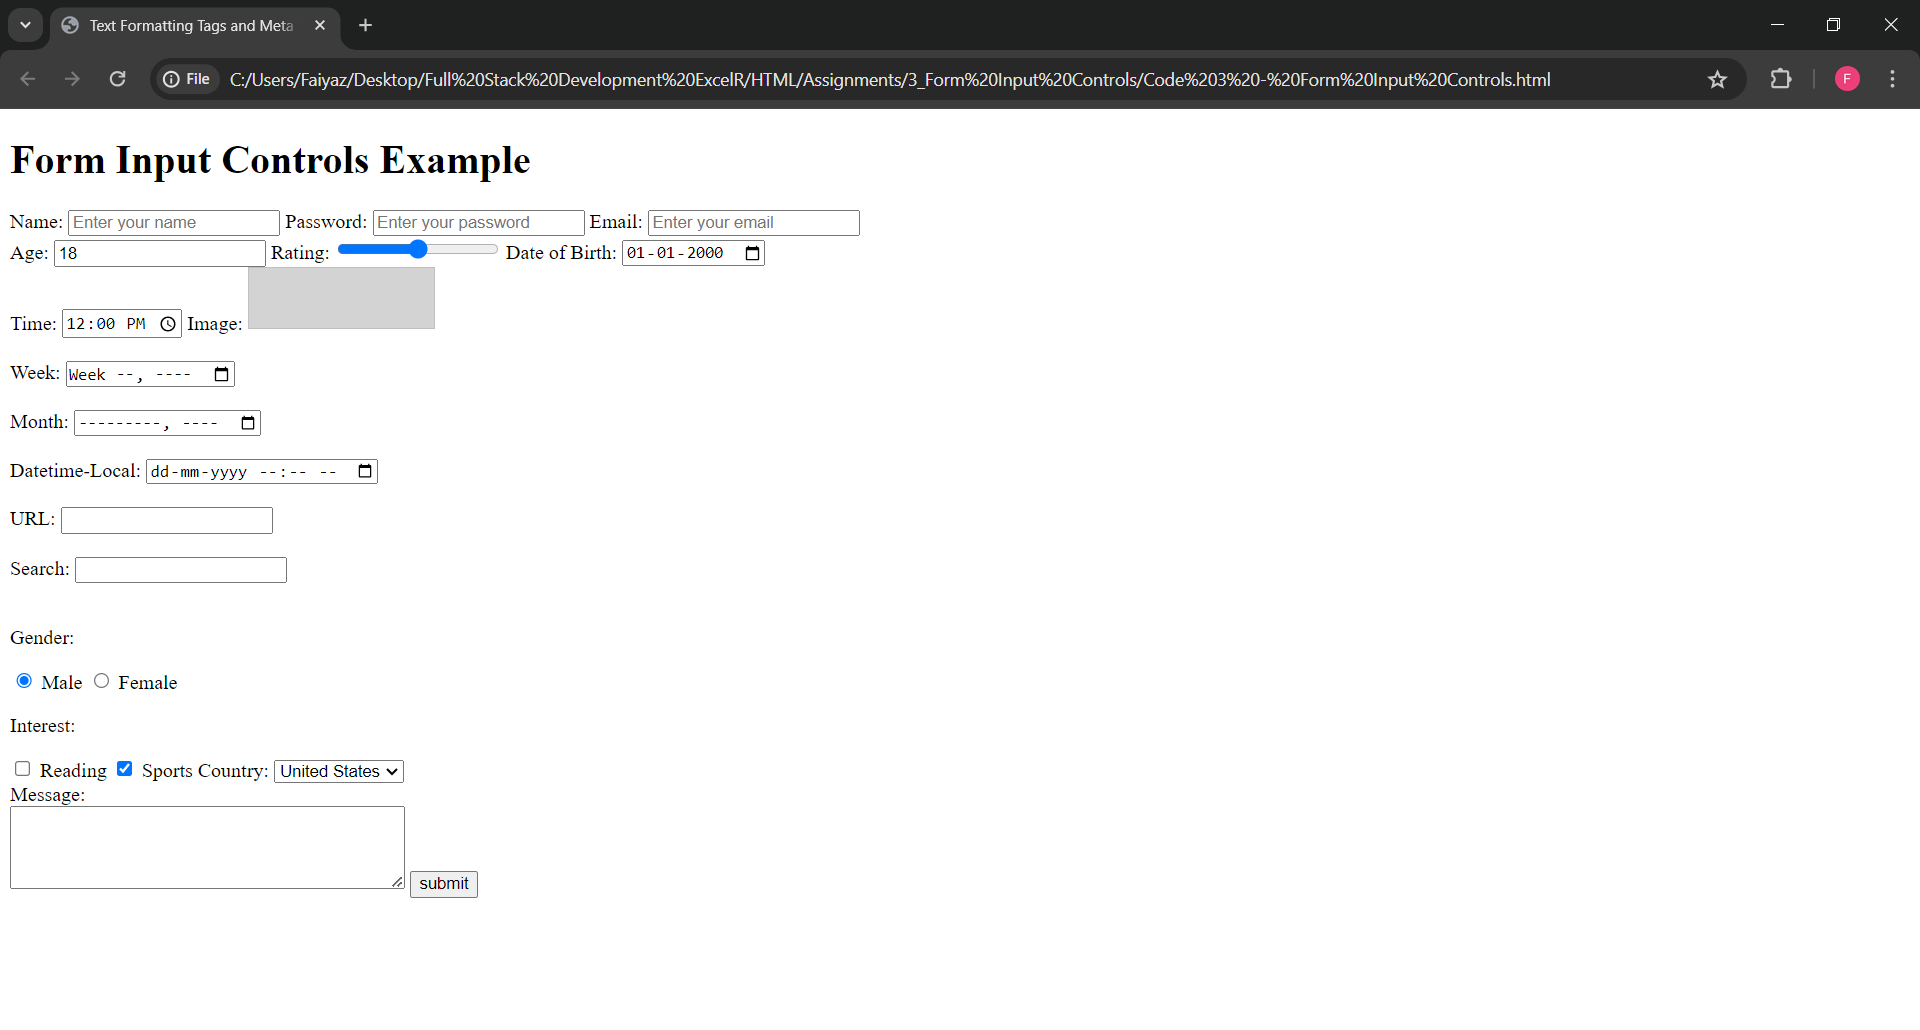 Text Formatting Tags and Meta
File C:/Users/Faiyaz/Desktop/Full%20Stack%20Development%20ExcelR/HTML/Assignments/3_Form%20Input%20Controls/Code%203%20-%20Form%20Input%20Controls.html F
Form Input Controls Example
Name: Enter your name Password: Enter your password Email: Enter your email
Age: 18 Rating: Date of Birth: 01-01-2000
Time: 12:00 PM Image:
Week: Week --, ----
Month: ---------, ----
Datetime-Local: dd-mm-yyyy --:-- --
URL:
Search:
Gender:
Male Female
Interest:
Reading Sports Country: United States
Message:
submit